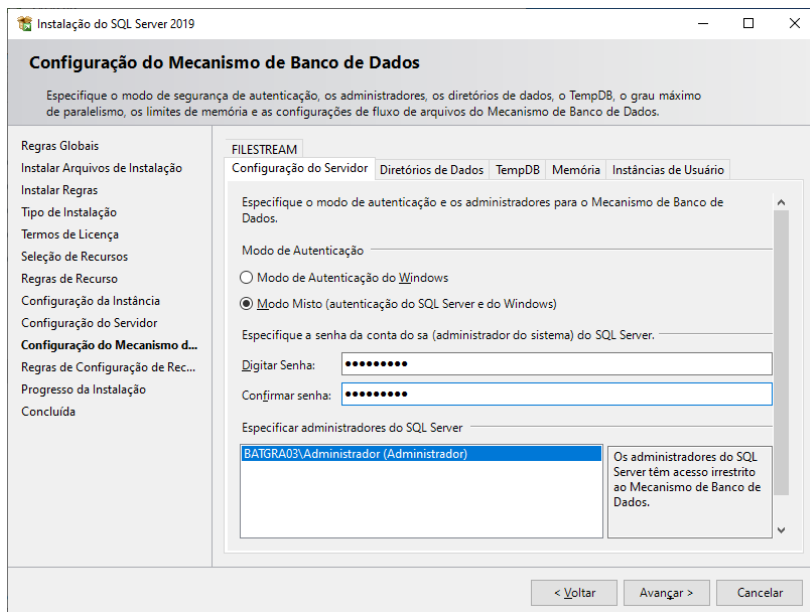 Instalação do SQL Server 2019
Configuração do Mecanismo de Banco de Dados
Especifique o modo de segurança de autenticação, os administradores, os diretórios de dados, o TempDB, o grau máximo
de paralelismo, os limites de memória e as configurações de fluxo de arquivos do Mecanismo de Banco de Dados.
Regras Globais
Instalar Arquivos de Instalação
Instalar Regras
Tipo de Instalação
Termos de Licença
Seleção de Recursos
Regras de Recurso
Configuração da Instância
Configuração do Servidor
Configuração do Mecanismo d...
Regras de Configuração de Rec...
Progresso da Instalação
Concluída
FILESTREAM
Configuração do Servidor Diretórios de Dados TempDB Memória Instâncias de Usuário
Especifique o modo de autenticação e os administradores para o Mecanismo de Banco de
Dados.
Modo de Autenticação
Modo de Autenticação do Windows
Modo Misto (autenticação do SQL Server e do Windows)
Especifique a senha da conta do sa (administrador do sistema) do SQL Server.
Digitar Senha: •••••••••
Confirmar senha: •••••••••
Especificar administradores do SQL Server
BATGRA03\Administrador (Administrador)
Os administradores do SQL
Server têm acesso irrestrito
ao Mecanismo de Banco de
Dados.
< Voltar Avançar > Cancelar